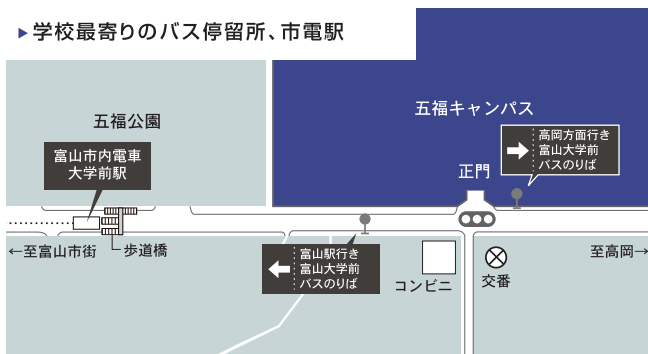 ▶学校最寄りのバス停留所、市電駅
五福公園
五福キャンパス
富山市内電車
大学前駅
高岡方面行き
富山大学前
バスのりば
正門
←至富山市街
歩道橋
富山駅行き
富山大学前
バスのりば
コンビニ
交番
至高岡→